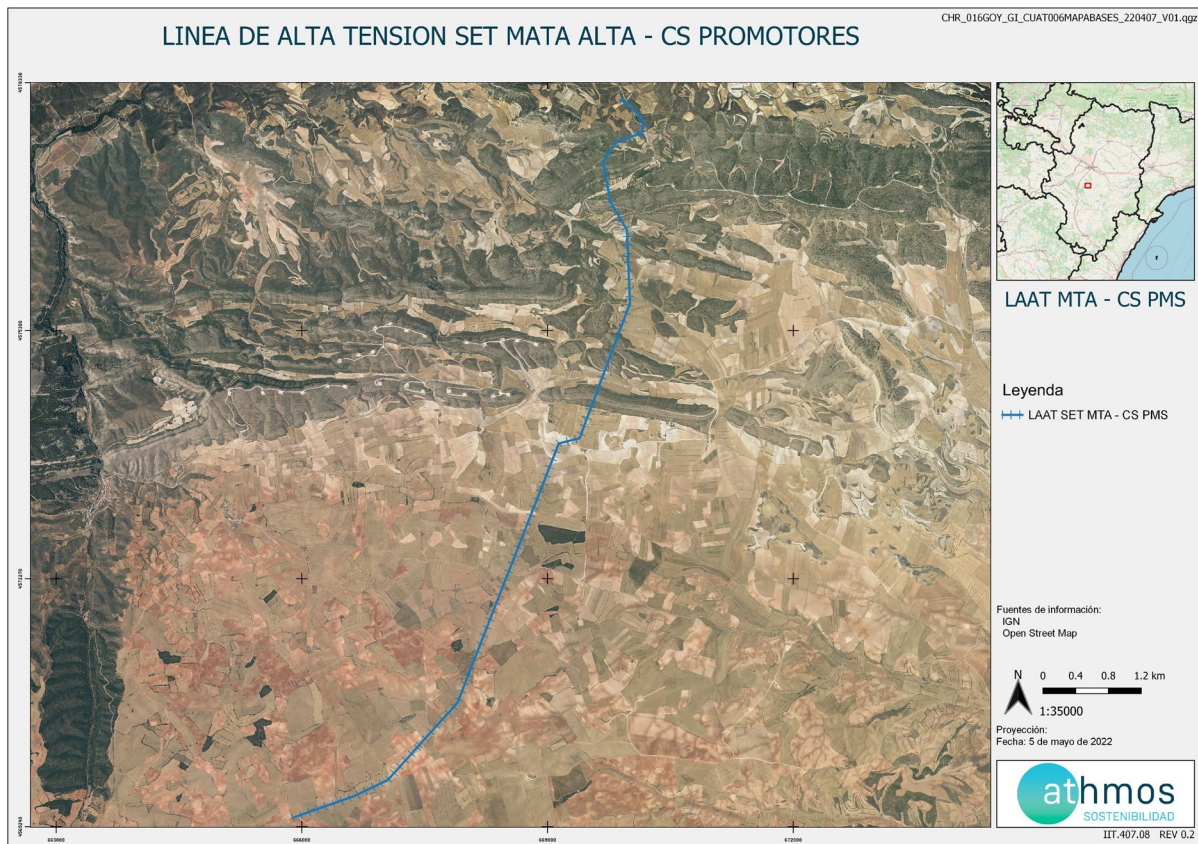 CHR_016GOY_GI_CUAT006MAPABASES_220407_V01.qgz
LINEA DE ALTA TENSION SET MATA ALTA - CS PROMOTORES
LAAT MTA - CS PMS
Leyenda
LAAT SET MTA - CS PMS
Fuentes de información:
IGN
Open Street Map
N
0 0.4 0.8 1.2 km
1:35000
Proyección:
Fecha: 5 de mayo de 2022
athmos
SOSTENIBILIDAD
IIT.407.08 REV 0.2
663000 666000 669000 672000